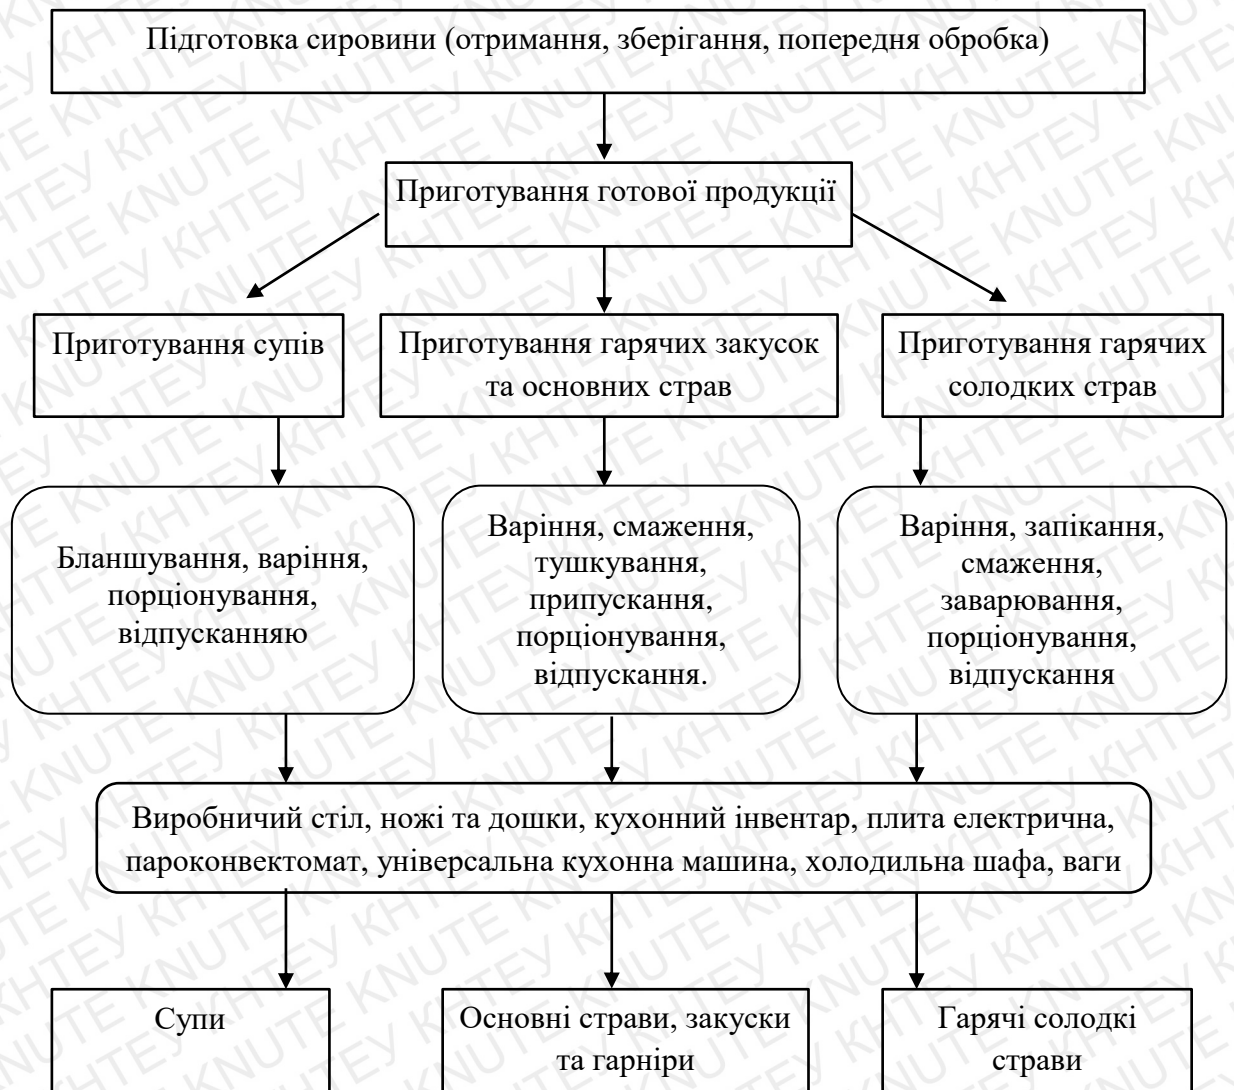 Підготовка сировини (отримання, зберігання, попередня обробка)
Приготування готової продукції
Приготування супів
Приготування гарячих закусок
та основних страв
Приготування гарячих
солодких страв
Бланшування, варіння,
порціонування,
відпусканняю
Варіння, смаження,
тушкування,
припускання,
порціонування,
відпускання.
Варіння, запікання,
смаження,
заварювання,
порціонування,
відпускання
Виробничий стіл, ножі та дошки, кухонний інвентар, плита електрична,
пароконвектомат, універсальна кухонна машина, холодильна шафа, ваги
Супи
Основні страви, закуски
та гарніри
Гарячі солодкі
страви